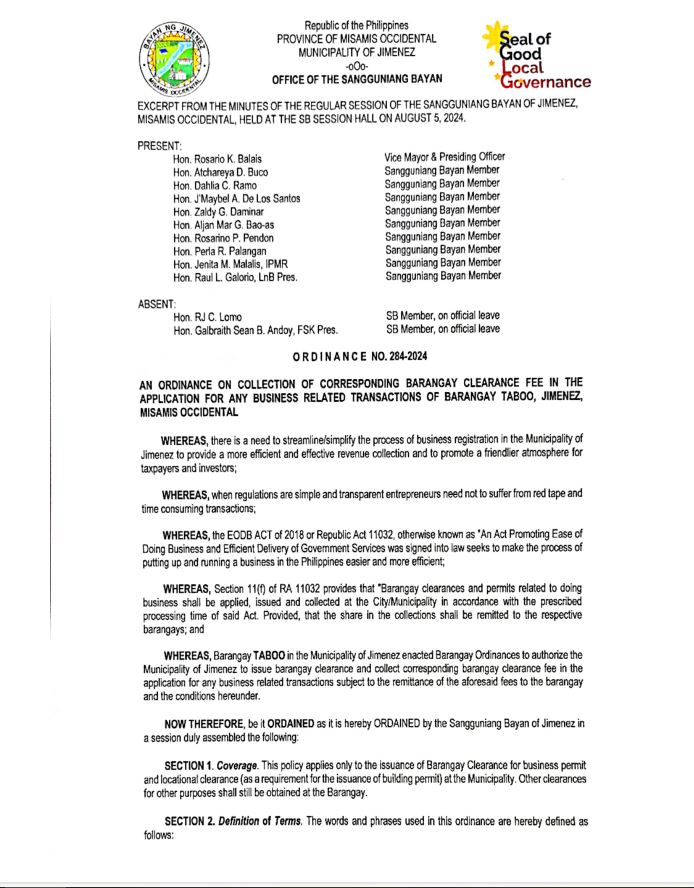 BAYAN NG JIMENEZ
MISAMIS OCCIDENTAL
Republic of the Philippines
PROVINCE OF MISAMIS OCCIDENTAL
MUNICIPALITY OF JIMENEZ
-oOo-
OFFICE OF THE SANGGUNIANG BAYAN
Seal of
Good
Local
Governance
EXCERPT FROM THE MINUTES OF THE REGULAR SESSION OF THE SANGGUNIANG BAYAN OF JIMENEZ,
MISAMIS OCCIDENTAL, HELD AT THE SB SESSION HALL ON AUGUST 5, 2024.
PRESENT:
Hon. Rosario K. Balais Vice Mayor & Presiding Officer
Hon. Atchareya D. Buco Sangguniang Bayan Member
Hon. Dahlia C. Ramo Sangguniang Bayan Member
Hon. J'Maybel A. De Los Santos Sangguniang Bayan Member
Hon. Zaldy G. Daminar Sangguniang Bayan Member
Hon. Aljan Mar G. Bao-as Sangguniang Bayan Member
Hon. Rosarino P. Pendon Sangguniang Bayan Member
Hon. Perla R. Palangan Sangguniang Bayan Member
Hon. Jenita M. Malalis, IPMR Sangguniang Bayan Member
Hon. Raul L. Galorio, LnB Pres. Sangguniang Bayan Member
ABSENT:
Hon. RJ C. Lomo SB Member, on official leave
Hon. Galbraith Sean B. Andoy, FSK Pres. SB Member, on official leave
ORDINANCE NO. 284-2024
AN ORDINANCE ON COLLECTION OF CORRESPONDING BARANGAY CLEARANCE FEE IN THE
APPLICATION FOR ANY BUSINESS RELATED TRANSACTIONS OF BARANGAY TABOO, JIMENEZ,
MISAMIS OCCIDENTAL
WHEREAS, there is a need to streamline/simplify the process of business registration in the Municipality of
Jimenez to provide a more efficient and effective revenue collection and to promote a friendlier atmosphere for
taxpayers and investors;
WHEREAS, when regulations are simple and transparent entrepreneurs need not to suffer from red tape and
time consuming transactions;
WHEREAS, the EODB ACT of 2018 or Republic Act 11032, otherwise known as "An Act Promoting Ease of
Doing Business and Efficient Delivery of Government Services was signed into law seeks to make the process of
putting up and running a business in the Philippines easier and more efficient;
WHEREAS, Section 11(f) of RA 11032 provides that "Barangay clearances and permits related to doing
business shall be applied, issued and collected at the City/Municipality in accordance with the prescribed
processing time of said Act. Provided, that the share in the collections shall be remitted to the respective
barangays; and
WHEREAS, Barangay TABOO in the Municipality of Jimenez enacted Barangay Ordinances to authorize the
Municipality of Jimenez to issue barangay clearance and collect corresponding barangay clearance fee in the
application for any business related transactions subject to the remittance of the aforesaid fees to the barangay
and the conditions hereunder.
NOW THEREFORE, be it ORDAINED as it is hereby ORDAINED by the Sangguniang Bayan of Jimenez in
a session duly assembled the following:
SECTION 1. Coverage. This policy applies only to the issuance of Barangay Clearance for business permit
and locational clearance (as a requirement for the issuance of building permit) at the Municipality. Other clearances
for other purposes shall still be obtained at the Barangay.
SECTION 2. Definition of Terms. The words and phrases used in this ordinance are hereby defined as
follows: